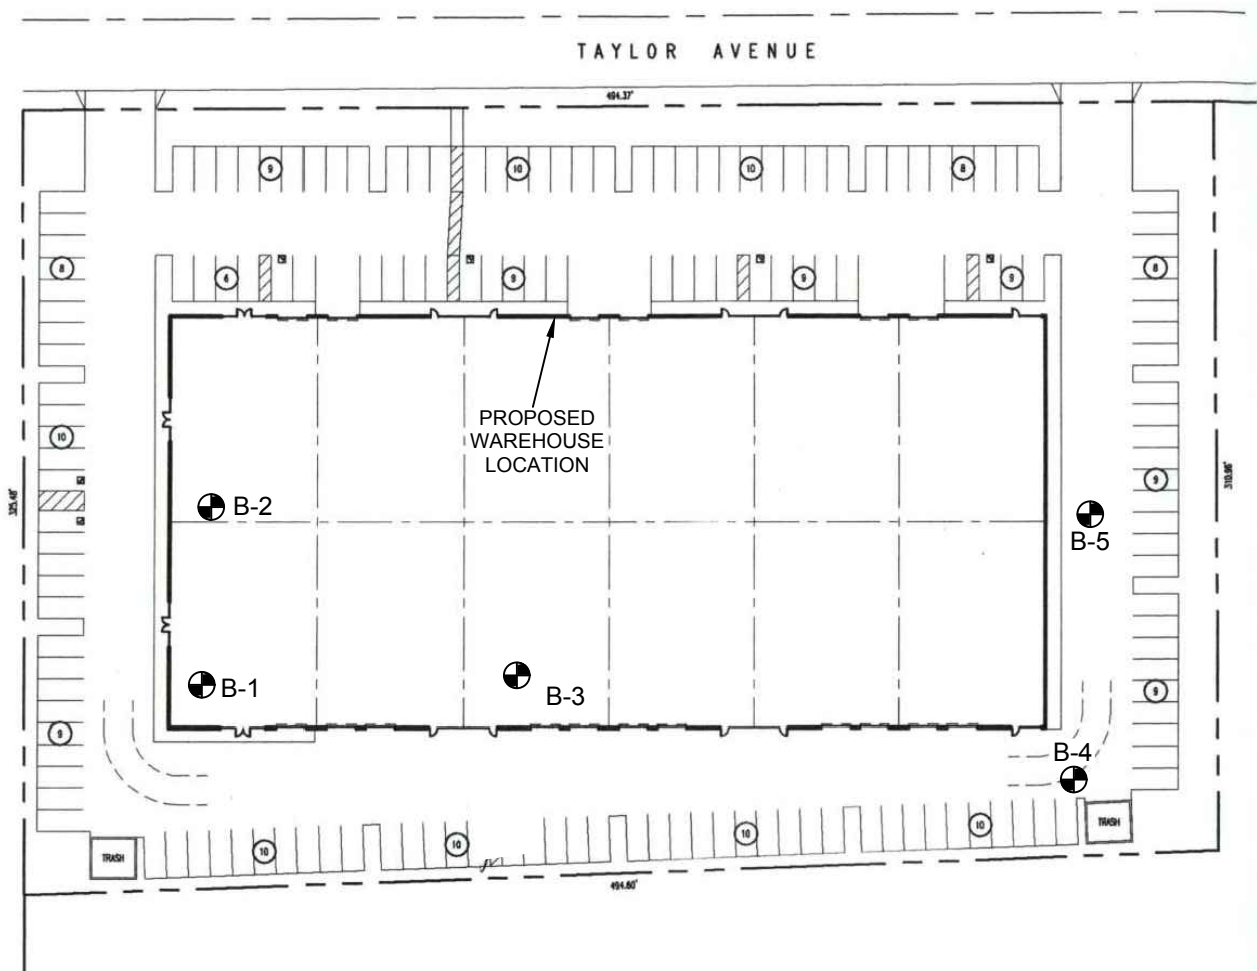 TAYLOR AVENUE
494.37'
9
10
10
8
8
6
9
9
9
8
PROPOSED
WAREHOUSE
LOCATION
10
325.48'
9
310.96'
B-2
B-5
B-1
B-3
9
9
B-4
TRASH
10
10
10
10
TRASH
494.60'